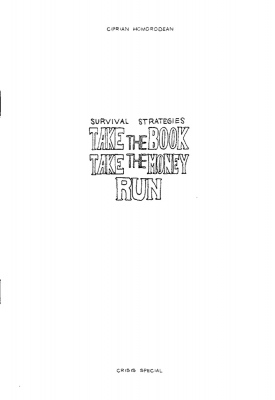 CIPRIAN HOMORODEAN
SURVIVAL STRATEGIES
TAKE THE BOOK
TAKE THE MONEY
RUN
CRISIS SPECIAL